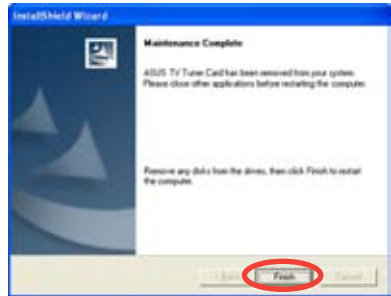 InstallShield Wizard
Maintenance Complete
ASUS TV Tuner Card has been removed from your system.
Please close other applications before restarting the computer.
Remove any disks from the drives, then click Finish to restart
the computer.
< Back
Finish
Cancel